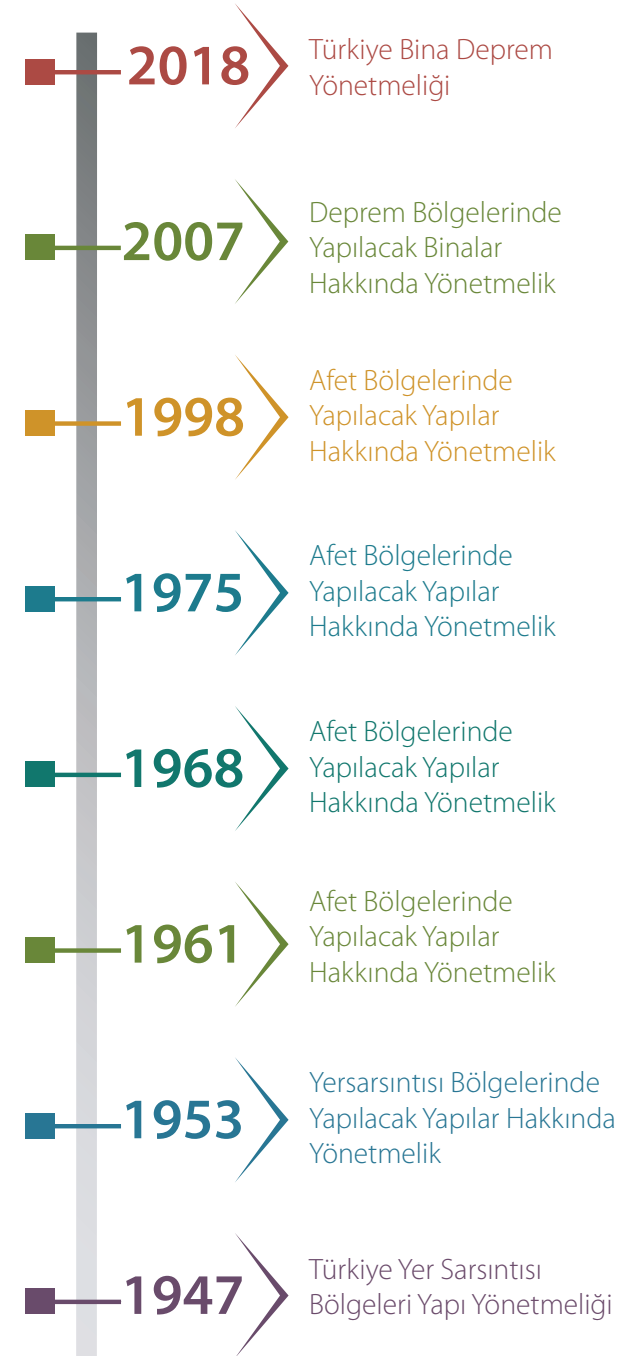 2018
Türkiye Bina Deprem
Yönetmeliği
2007
Deprem Bölgelerinde
Yapılacak Binalar
Hakkında Yönetmelik
1998
Afet Bölgelerinde
Yapılacak Yapılar
Hakkında Yönetmelik
1975
Afet Bölgelerinde
Yapılacak Yapılar
Hakkında Yönetmelik
1968
Afet Bölgelerinde
Yapılacak Yapılar
Hakkında Yönetmelik
1961
Afet Bölgelerinde
Yapılacak Yapılar
Hakkında Yönetmelik
1953
Yersarsıntısı Bölgelerinde
Yapılacak Yapılar Hakkında
Yönetmelik
1947
Türkiye Yer Sarsıntısı
Bölgeleri Yapı Yönetmeliği